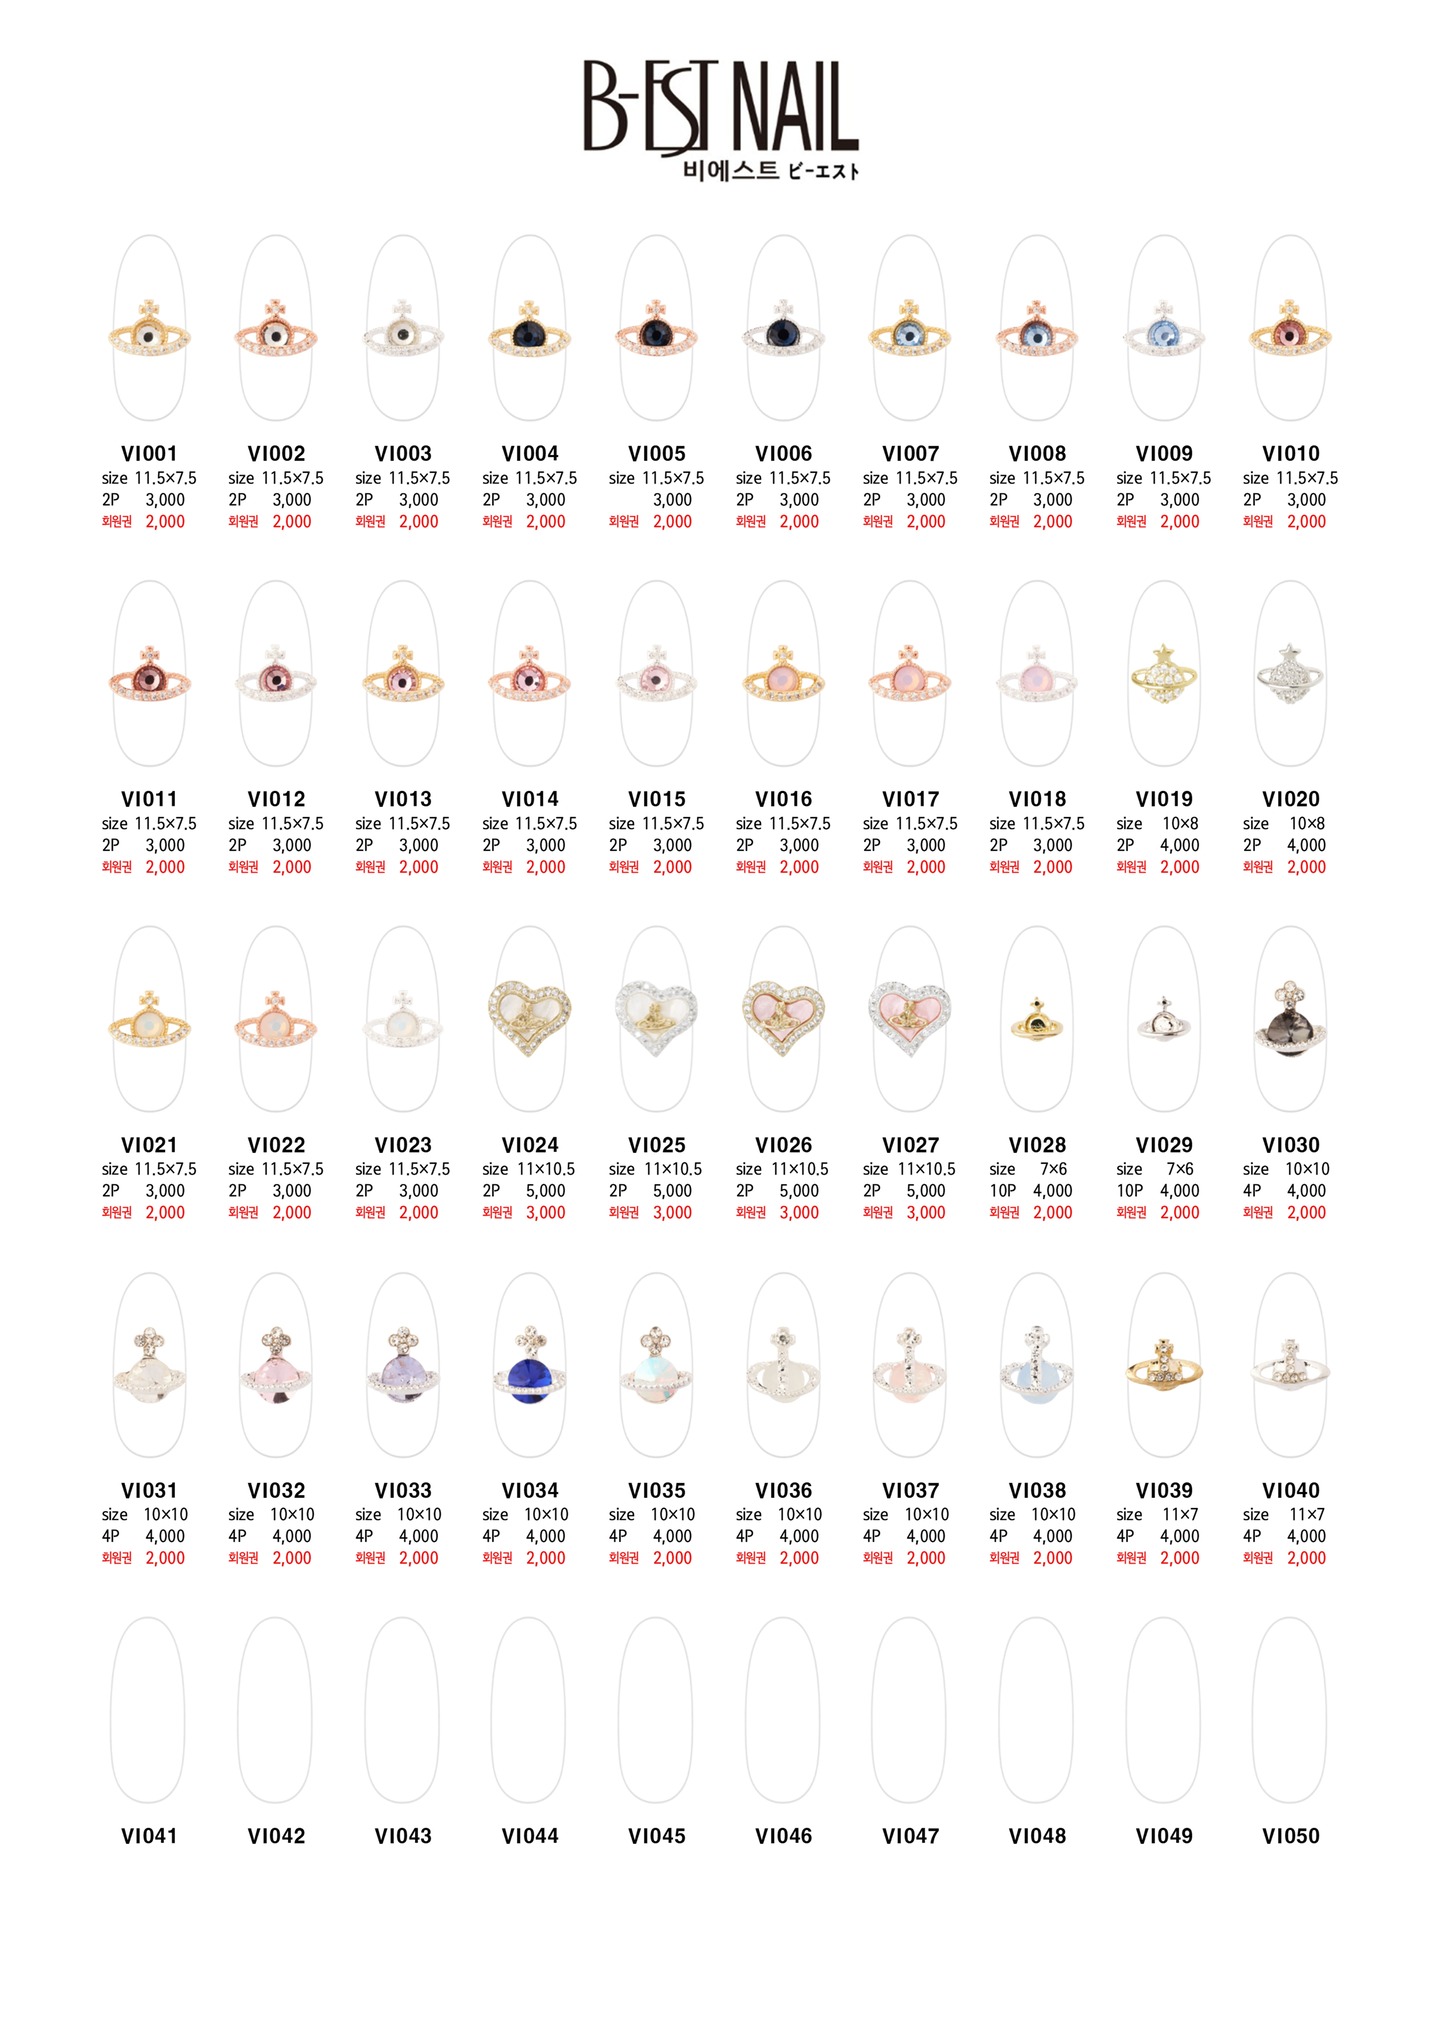 B-EST NAIL
비에스트 ビーエスト
VI001 VI002 VI003 VI004 VI005 VI006 VI007 VI008 VI009 VI010
size 11.5×7.5 size 11.5×7.5 size 11.5×7.5 size 11.5×7.5 size 11.5×7.5 size 11.5×7.5 size 11.5×7.5 size 11.5×7.5 size 11.5×7.5 size 11.5×7.5
2P 3,000 2P 3,000 2P 3,000 2P 3,000 3,000 2P 3,000 2P 3,000 2P 3,000 2P 3,000 2P 3,000
회원권 2,000 회원권 2,000 회원권 2,000 회원권 2,000 회원권 2,000 회원권 2,000 회원권 2,000 회원권 2,000 회원권 2,000 회원권 2,000
VI011 VI012 VI013 VI014 VI015 VI016 VI017 VI018 VI019 VI020
size 11.5×7.5 size 11.5×7.5 size 11.5×7.5 size 11.5×7.5 size 11.5×7.5 size 11.5×7.5 size 11.5×7.5 size 11.5×7.5 size 10×8 size 10×8
2P 3,000 2P 3,000 2P 3,000 2P 3,000 2P 3,000 2P 3,000 2P 3,000 2P 3,000 2P 4,000 2P 4,000
회원권 2,000 회원권 2,000 회원권 2,000 회원권 2,000 회원권 2,000 회원권 2,000 회원권 2,000 회원권 2,000 회원권 2,000 회원권 2,000
VI021 VI022 VI023 VI024 VI025 VI026 VI027 VI028 VI029 VI030
size 11.5×7.5 size 11.5×7.5 size 11.5×7.5 size 11×10.5 size 11×10.5 size 11×10.5 size 11×10.5 size 7×6 size 7×6 size 10×10
2P 3,000 2P 3,000 2P 3,000 2P 5,000 2P 5,000 2P 5,000 2P 5,000 10P 4,000 10P 4,000 4P 4,000
회원권 2,000 회원권 2,000 회원권 2,000 회원권 3,000 회원권 3,000 회원권 3,000 회원권 3,000 회원권 2,000 회원권 2,000 회원권 2,000
VI031 VI032 VI033 VI034 VI035 VI036 VI037 VI038 VI039 VI040
size 10×10 size 10×10 size 10×10 size 10×10 size 10×10 size 10×10 size 10×10 size 10×10 size 11×7 size 11×7
4P 4,000 4P 4,000 4P 4,000 4P 4,000 4P 4,000 4P 4,000 4P 4,000 4P 4,000 4P 4,000 4P 4,000
회원권 2,000 회원권 2,000 회원권 2,000 회원권 2,000 회원권 2,000 회원권 2,000 회원권 2,000 회원권 2,000 회원권 2,000 회원권 2,000
VI041 VI042 VI043 VI044 VI045 VI046 VI047 VI048 VI049 VI050